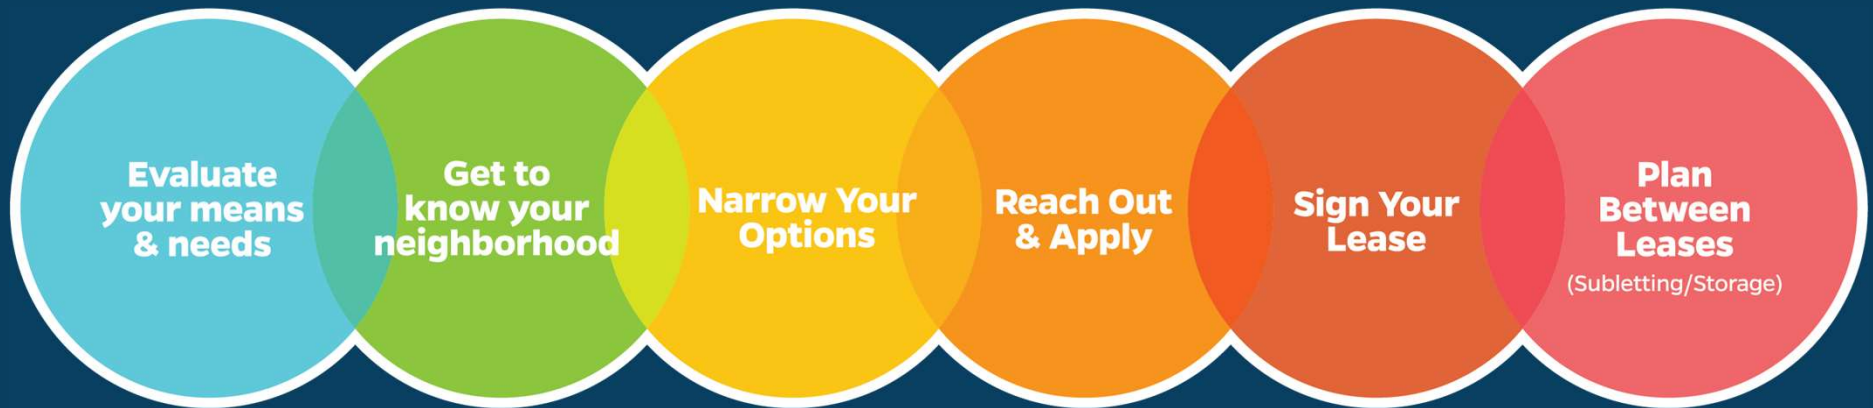 Evaluate
your means
& needs
Get to
know your
neighborhood
Narrow Your
Options
Reach Out
& Apply
Sign Your
Lease
Plan
Between
Leases
(Subletting/Storage)